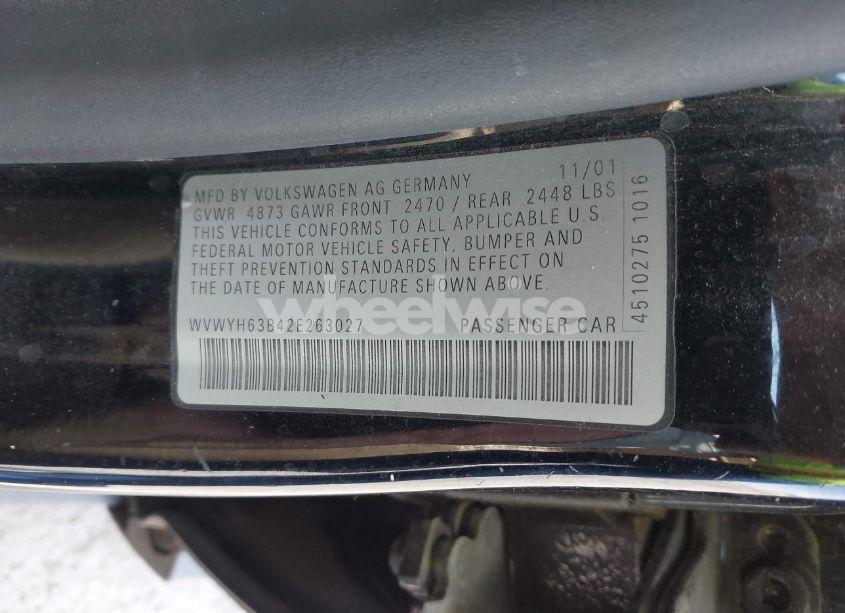 MFD BY VOLKSWAGEN AG GERMANY 11/01
GVWR 4873 GAWR FRONT 2470 / REAR 2448 LBS
THIS VEHICLE CONFORMS TO ALL APPLICABLE U.S.
FEDERAL MOTOR VEHICLE SAFETY, BUMPER AND
THEFT PREVENTION STANDARDS IN EFFECT ON
THE DATE OF MANUFACTURE SHOWN ABOVE.
wheelwise
WVWYH63B42E263027 PASSENGER CAR
4510275 1016